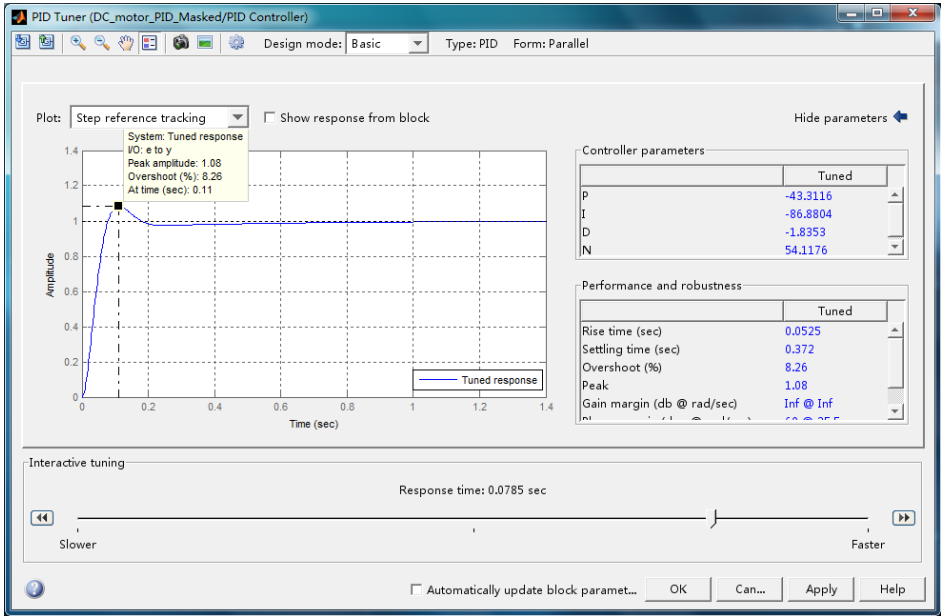 PID Tuner (DC_motor_PID_Masked/PID Controller)
Design mode: Basic Type: PID Form: Parallel
Plot: Step reference tracking Show response from block Hide parameters
System: Tuned response
I/O: e to y
Peak amplitude: 1.08
Overshoot (%): 8.26
At time (sec): 0.11
1.4
1.2
1
0.8
0.6
0.4
0.2
0
Amplitude
Tuned response
0 0.2 0.4 0.6 0.8 1 1.2 1.4
Time (sec)
Controller parameters
Tuned
P -43.3116
I -86.8804
D -1.8353
N 54.1176
Performance and robustness
Tuned
Rise time (sec) 0.0525
Settling time (sec) 0.372
Overshoot (%) 8.26
Peak 1.08
Gain margin (db @ rad/sec) Inf @ Inf
Interactive tuning
Response time: 0.0785 sec
Slower Faster
Automatically update block paramet... OK Can... Apply Help